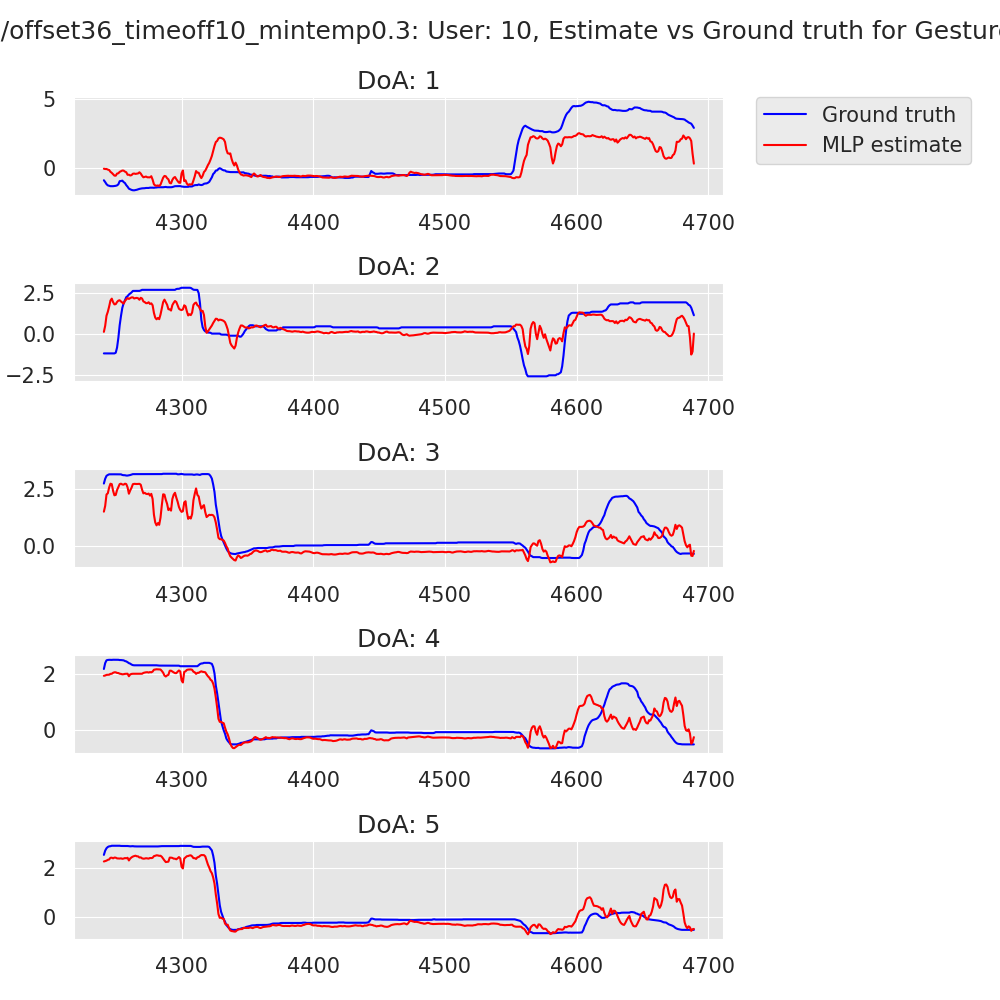 /offset36_timeoff10_mintemp0.3: User: 10, Estimate vs Ground truth for Gesture
DoA: 1
5
0
4300 4400 4500 4600 4700
Ground truth
MLP estimate
DoA: 2
2.5
0.0
−2.5
4300 4400 4500 4600 4700
DoA: 3
2.5
0.0
4300 4400 4500 4600 4700
DoA: 4
2
0
4300 4400 4500 4600 4700
DoA: 5
2
0
4300 4400 4500 4600 4700